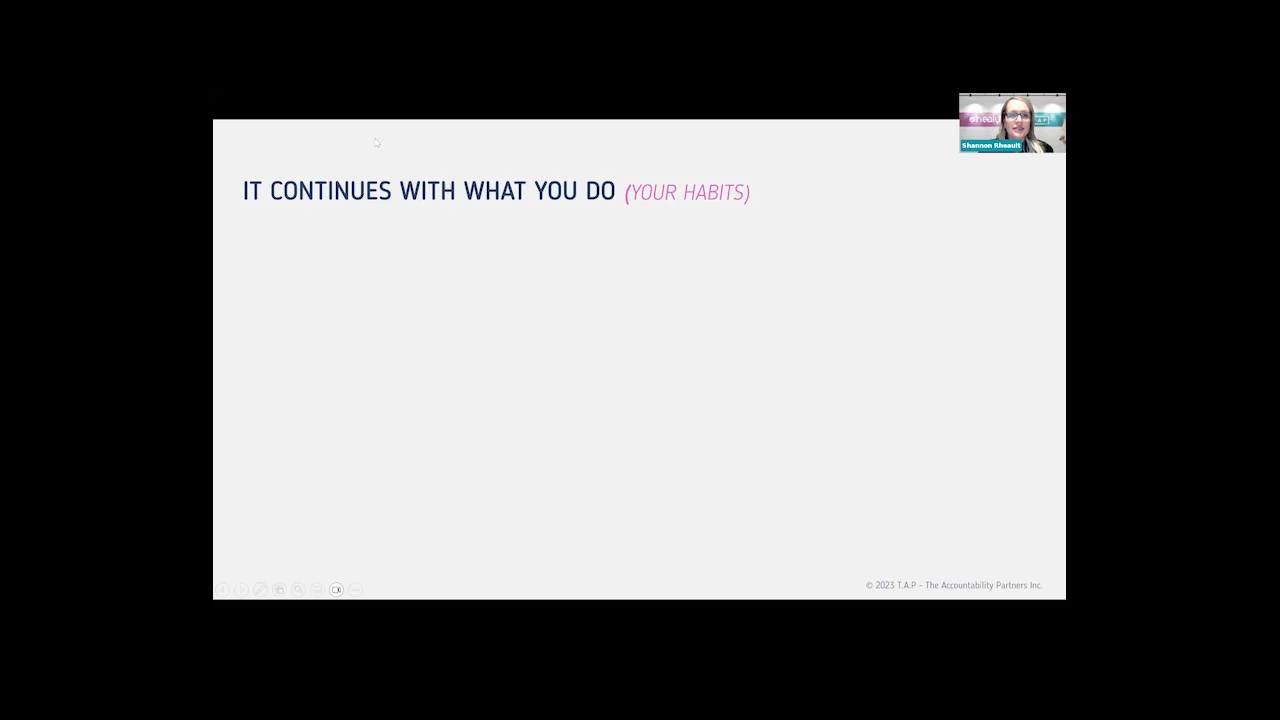 Shannon Rheault
IT CONTINUES WITH WHAT YOU DO (YOUR HABITS)
© 2023 T.A.P – The Accountability Partners Inc.